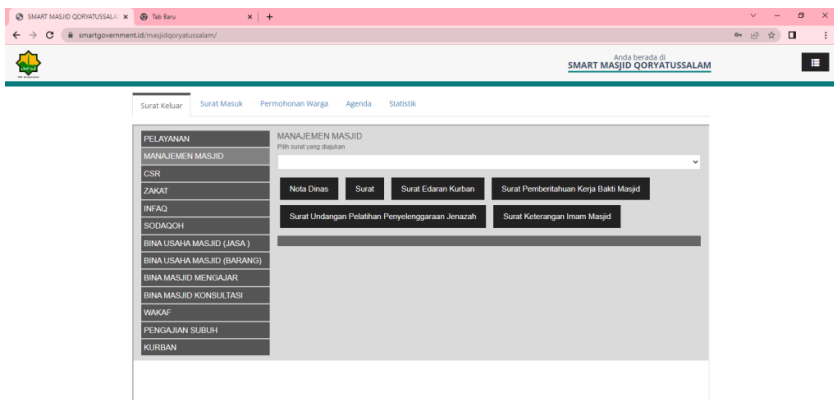 SMART MASJID QORYATUSSALA
Tab Baru
smartgovernment.id/masjidqoryatussalam/
Anda berada di
SMART MASJID QORYATUSSALAM
Surat Keluar
Surat Masuk
Permohonan Warga
Agenda
Statistik
PELAYANAN
MANAJEMEN MASJID
CSR
ZAKAT
INFAQ
SODAQOH
BINA USAHA MASJID (JASA )
BINA USAHA MASJID (BARANG)
BINA MASJID MENGAJAR
BINA MASJID KONSULTASI
WAKAF
PENGAJIAN SUBUH
KURBAN
MANAJEMEN MASJID
Pilih surat yang diajukan
Nota Dinas
Surat
Surat Edaran Kurban
Surat Pemberitahuan Kerja Bakti Masjid
Surat Undangan Pelatihan Penyelenggaraan Jenazah
Surat Keterangan Imam Masjid